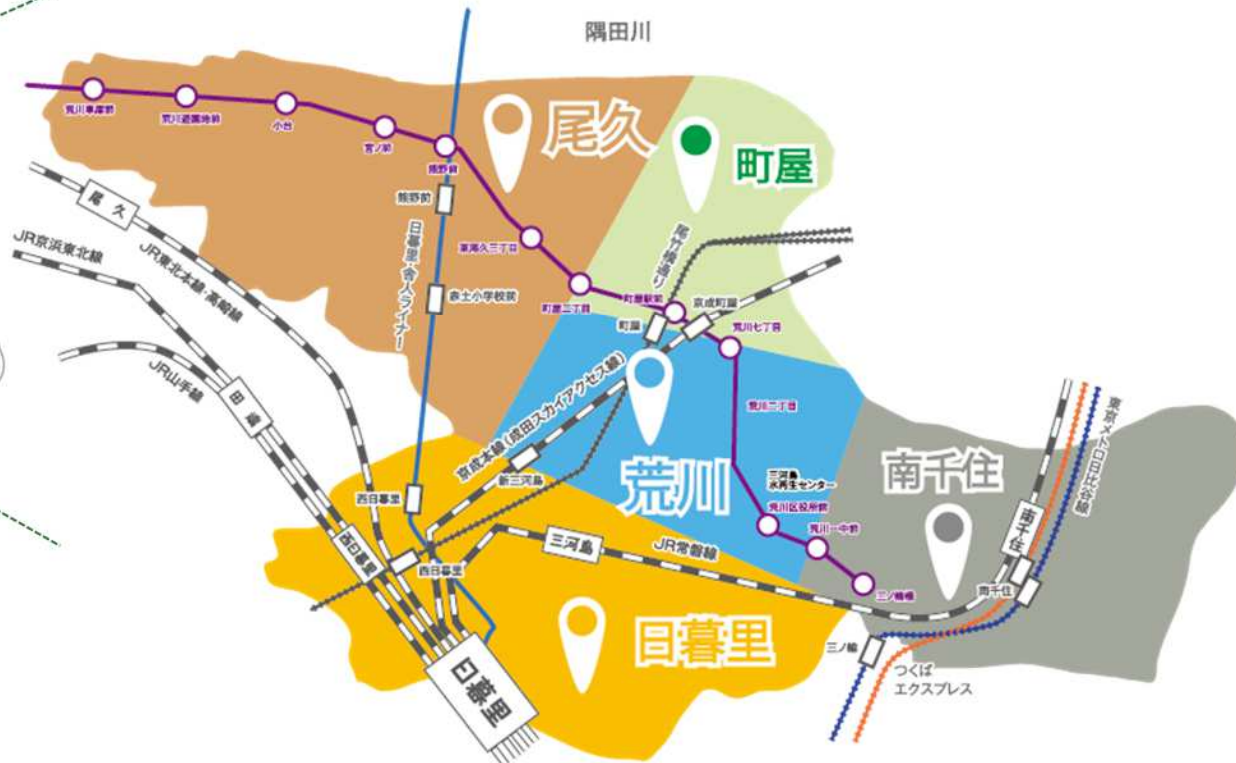 隅田川
荒川車庫前
荒川遊園地前
小台
宮ノ前
熊野前
尾久
町屋
熊野前
尾久
日暮里・舎人ライナー
東尾久三丁目
尾竹橋通り
JR京浜東北線
JR東北本線・高崎線
赤土小学校前
町屋二丁目
町屋駅前
京成町屋
町屋
荒川七丁目
JR山手線
田端
京成本線(成田スカイアクセス線)
荒川二丁目
東京メトロ日比谷線
荒川
南千住
三河島
水再生センター
新三河島
西日暮里
荒川区役所前
荒川一中前
南千住
西日暮里
西日暮里
三河島
JR常磐線
三ノ輪橋
南千住
日暮里
三ノ輪
つくば
エクスプレス
日暮里